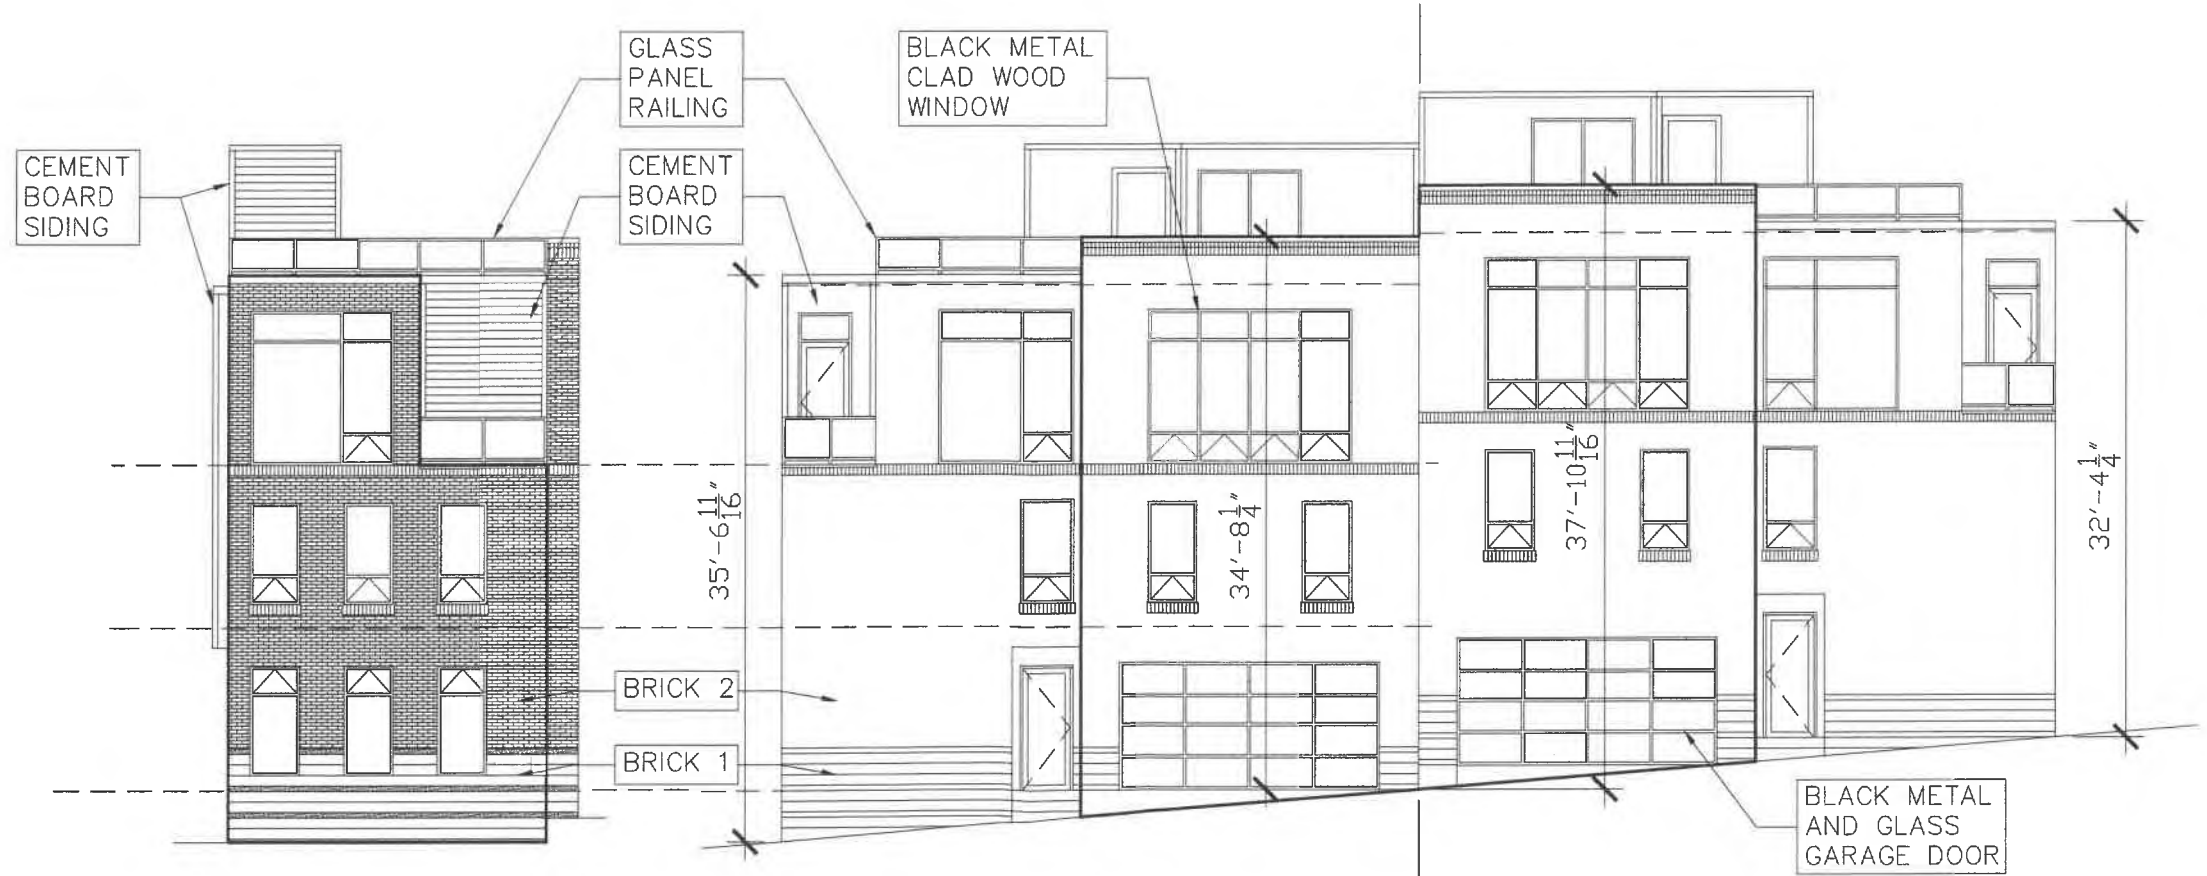 GLASS
PANEL
RAILING
BLACK METAL
CLAD WOOD
WINDOW
CEMENT
BOARD
SIDING
CEMENT
BOARD
SIDING
35'-6 11/16"
34'-8 1/4"
37'-10 11/16"
32'-4 1/4"
BRICK 2
BRICK 1
BLACK METAL
AND GLASS
GARAGE DOOR